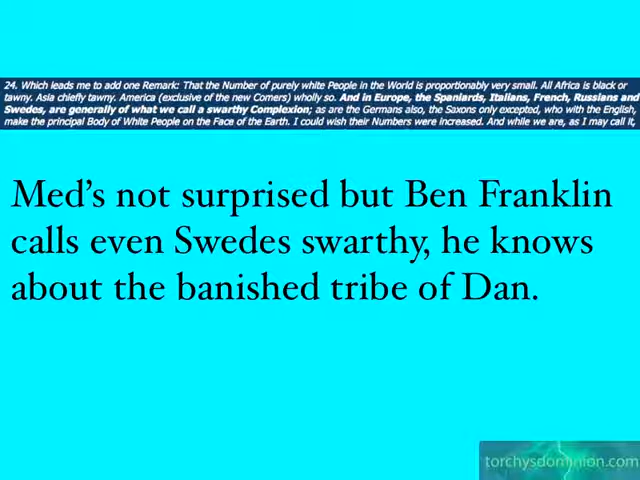 24. Which leads me to add one Remark: That the Number of purely white People in the World is proportionably very small. All Africa is black or
tawny. Asia chiefly tawny. America (exclusive of the new Comers) wholly so. And in Europe, the Spaniards, Italians, French, Russians and
Swedes, are generally of what we call a swarthy Complexion; as are the Germans also, the Saxons only excepted, who with the English,
make the principal Body of White People on the Face of the Earth. I could wish their Numbers were increased. And while we are, as I may call it,
Med’s not surprised but Ben Franklin
calls even Swedes swarthy, he knows
about the banished tribe of Dan.
torchysdominion.com